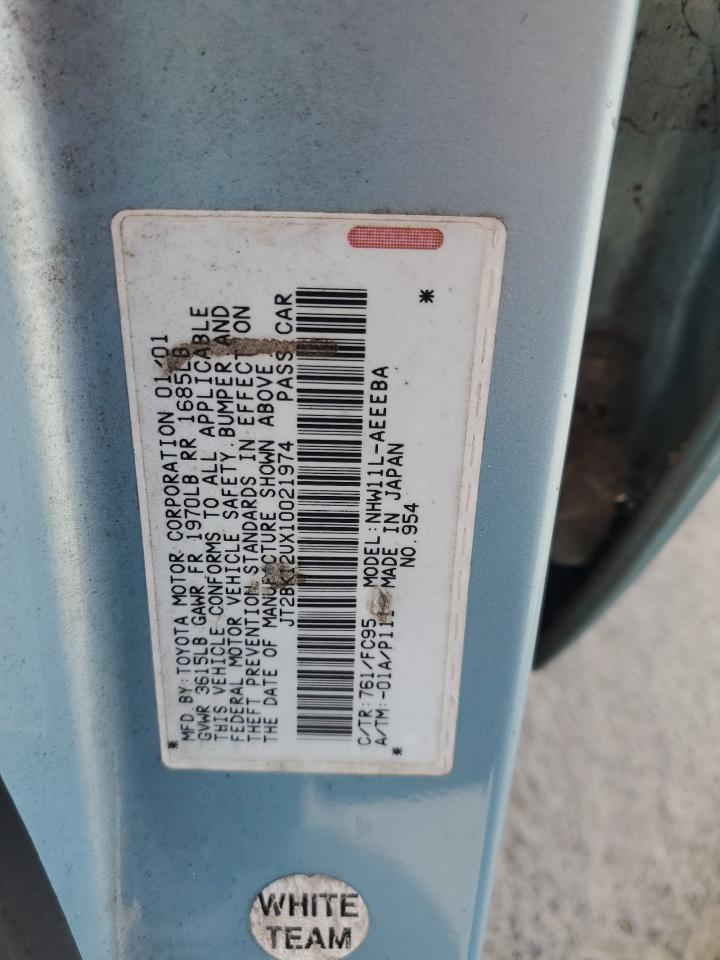 MFD.BY:TOYOTA MOTOR CORPORATION 01/01
GVWR 3615LB GAWR FR 1970LB RR 1685LB
THIS VEHICLE CONFORMS TO ALL APPLICABLE
FEDERAL MOTOR VEHICLE SAFETY, BUMPER, AND
THEFT PREVENTION STANDARDS IN EFFECT ON
THE DATE OF MANUFACTURE SHOWN ABOVE.
PASS. CAR
C/TR:761/FC95 MODEL:NHW11L-AEEEBA
A/TM:-01A/P111 MADE IN JAPAN
NO.954
WHITE
TEAM